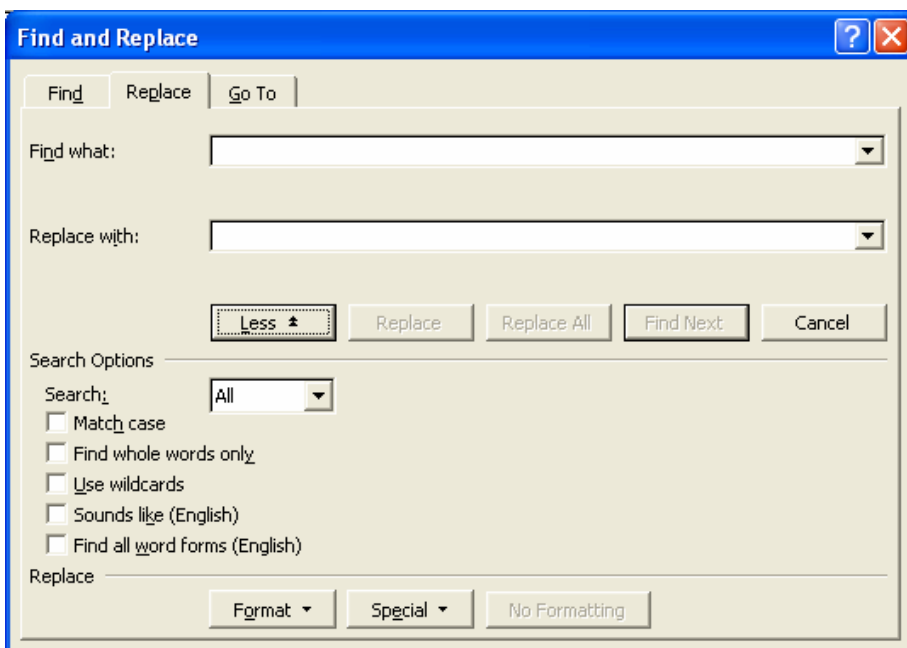 Find and Replace
Find Replace Go To
Find what:
Replace with:
Less Replace Replace All Find Next Cancel
Search Options
Search: All
Match case
Find whole words only
Use wildcards
Sounds like (English)
Find all word forms (English)
Replace
Format Special No Formatting